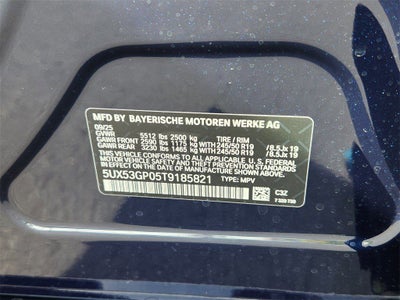 MFD BY BAYERISCHE MOTOREN WERKE AG
09/25
GVWR 5512 lbs 2500 kg TIRE / RIM
GAWR FRONT 2590 lbs 1175 kg WITH 245/50 R19 / 8.5J x 19
GAWR REAR 3230 lbs 1465 kg WITH 245/50 R19 / 8.5J x 19
THIS VEHICLE CONFORMS TO ALL APPLICABLE U.S. FEDERAL
MOTOR VEHICLE SAFETY, BUMPER, AND THEFT PREVENTION
STANDARDS IN EFFECT ON THE DATE OF MANUFACTURE
SHOWN ABOVE.
5UX53GP05T9185821 TYPE: MPV
C3Z